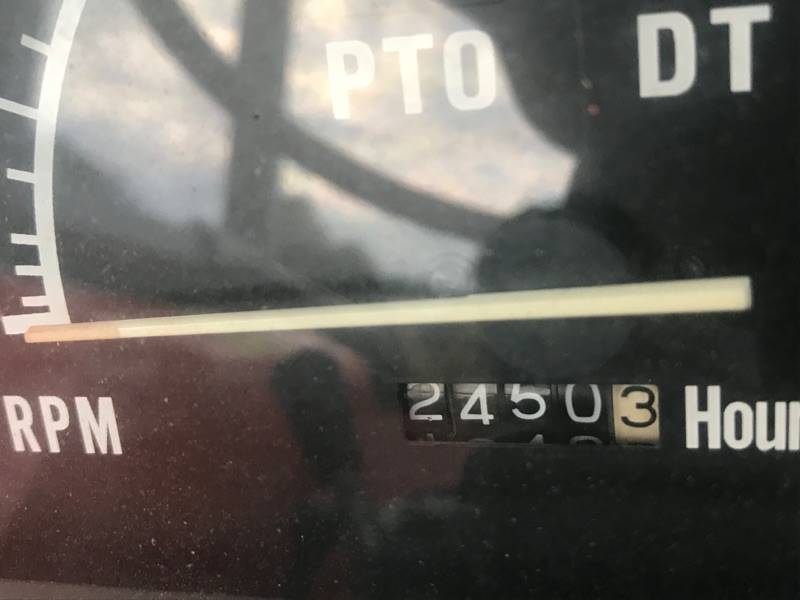 PTO DT
RPM 24503 Hour